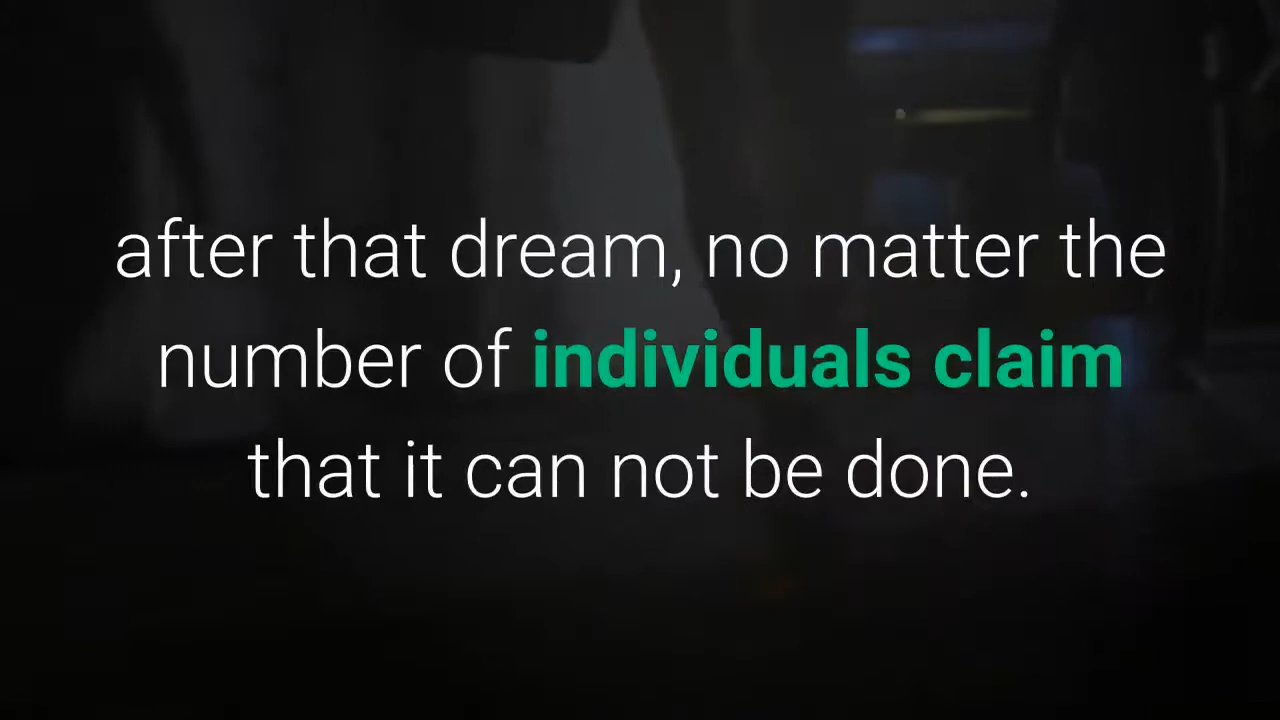 after that dream, no matter the
number of individuals claim
that it can not be done.